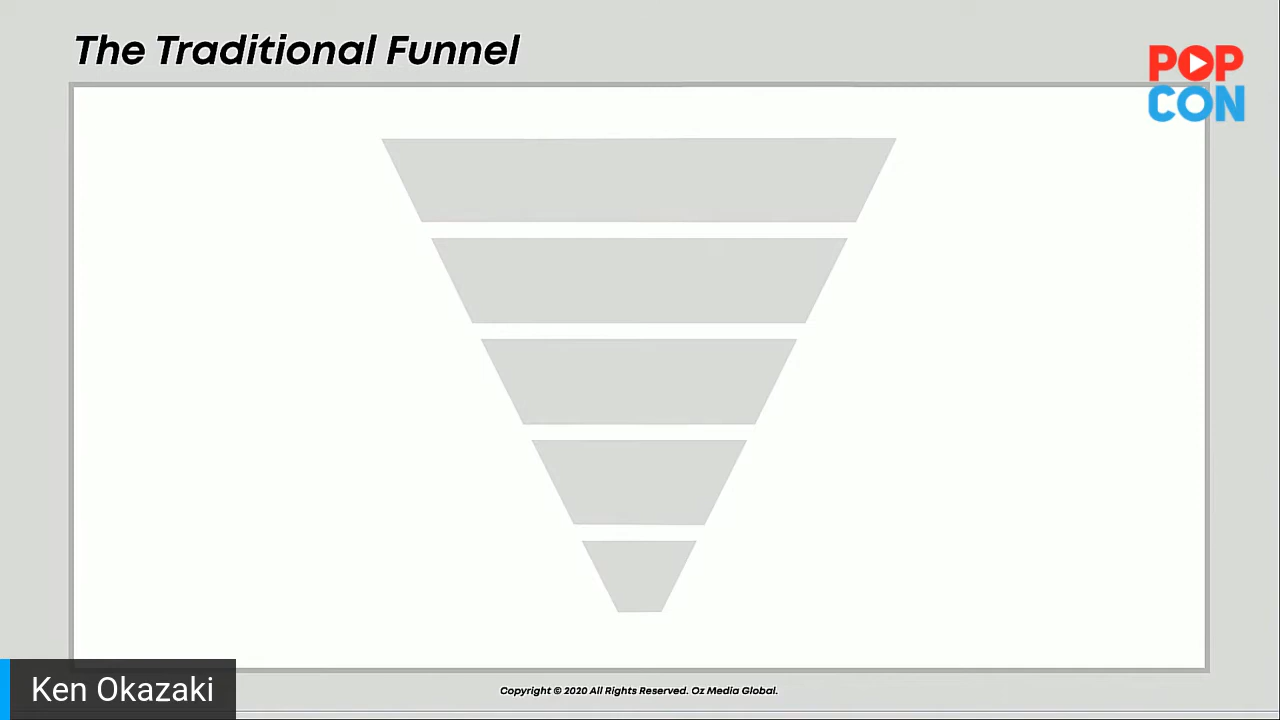 The Traditional Funnel
POP
CON
Ken Okazaki
Copyright © 2020 All Rights Reserved. Oz Media Global.